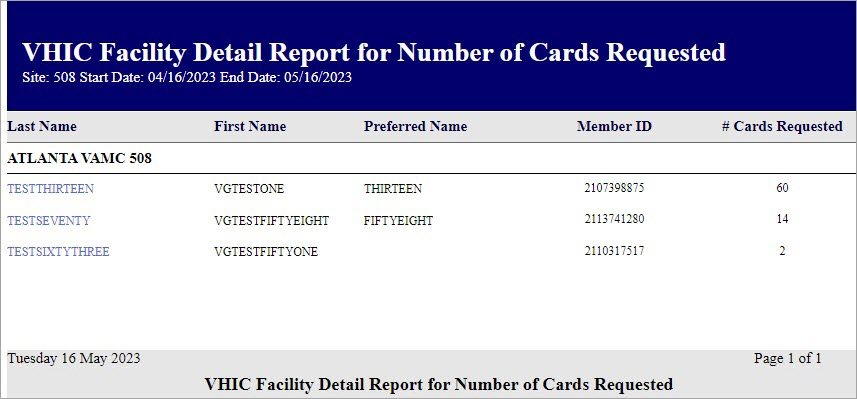 VHIC Facility Detail Report for Number of Cards Requested
Site: 508 Start Date: 04/16/2023 End Date: 05/16/2023
Last Name First Name Preferred Name Member ID # Cards Requested
ATLANTA VAMC 508
TESTTHIRTEEN VGTESTONE THIRTEEN 2107398875 60
TESTSEVENTY VGTESTFIFTYEIGHT FIFTYEIGHT 2113741280 14
TESTSIXTYTHREE VGTESTFIFTYONE 2110317517 2
Tuesday 16 May 2023 Page 1 of 1
VHIC Facility Detail Report for Number of Cards Requested